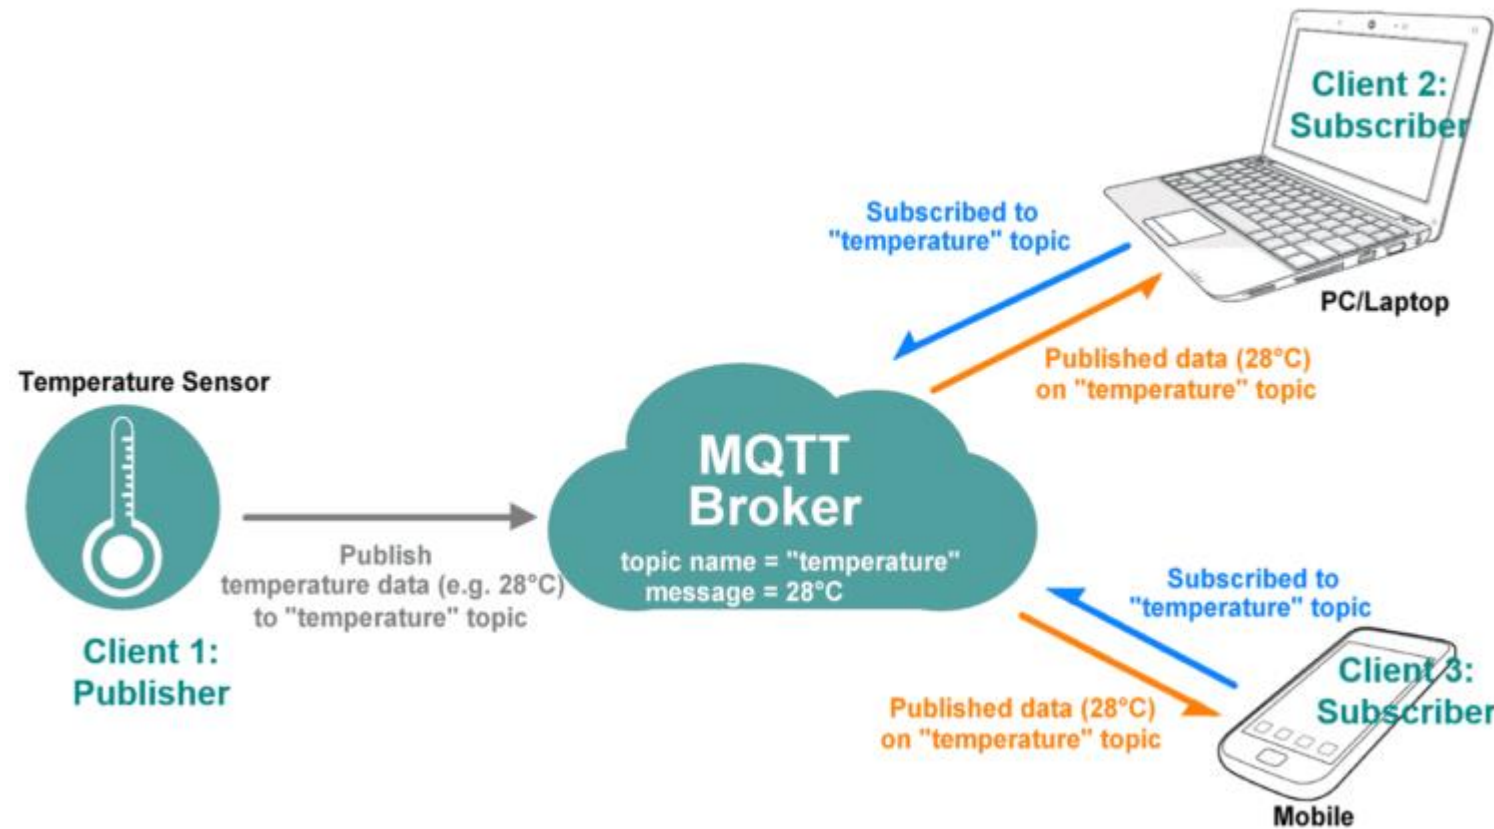 Client 2:
Subscriber
Subscribed to
"temperature" topic
PC/Laptop
Published data (28°C)
on "temperature" topic
Temperature Sensor
MQTT
Broker
topic name = "temperature"
message = 28°C
Publish
temperature data (e.g. 28°C)
to "temperature" topic
Client 1:
Publisher
Subscribed to
"temperature" topic
Client 3:
Subscriber
Published data (28°C)
on "temperature" topic
Mobile